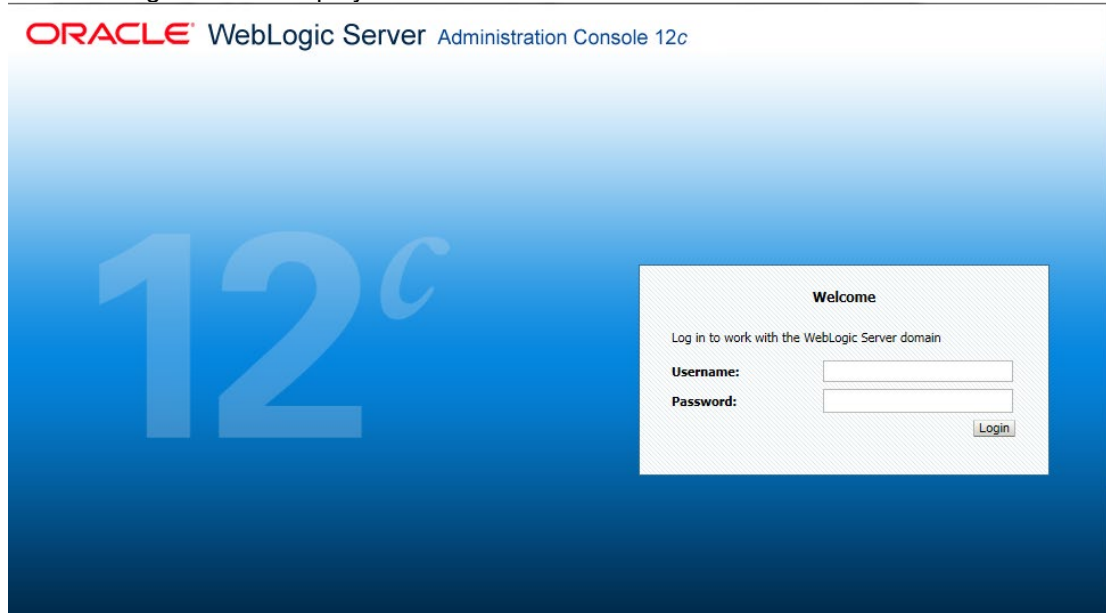 ORACLE WebLogic Server Administration Console 12c
12c
Welcome
Log in to work with the WebLogic Server domain
Username:
Password:
Login